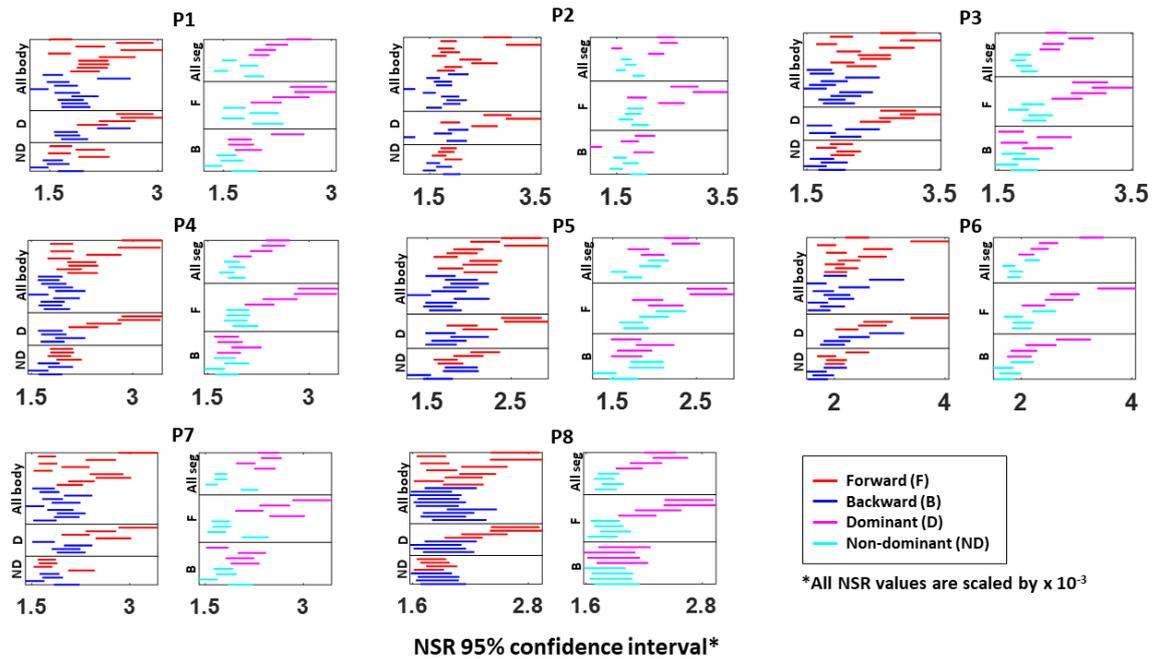 P1
P2
P3
All body
D
ND
1.5 3
All seg
F
B
1.5 3
All body
D
ND
1.5 3.5
All seg
F
B
1.5 3.5
All body
D
ND
1.5 3.5
All seg
F
B
1.5 3.5
P4
P5
P6
All body
D
ND
1.5 3
All seg
F
B
1.5 3
All body
D
ND
1.5 2.5
All seg
F
B
1.5 2.5
All body
D
ND
2 4
All seg
F
B
2 4
P7
P8
All body
D
ND
1.5 3
All seg
F
B
1.5 3
All body
D
ND
1.6 2.8
All seg
F
B
1.6 2.8
Forward (F)
Backward (B)
Dominant (D)
Non-dominant (ND)
*All NSR values are scaled by x 10-3
NSR 95% confidence interval*